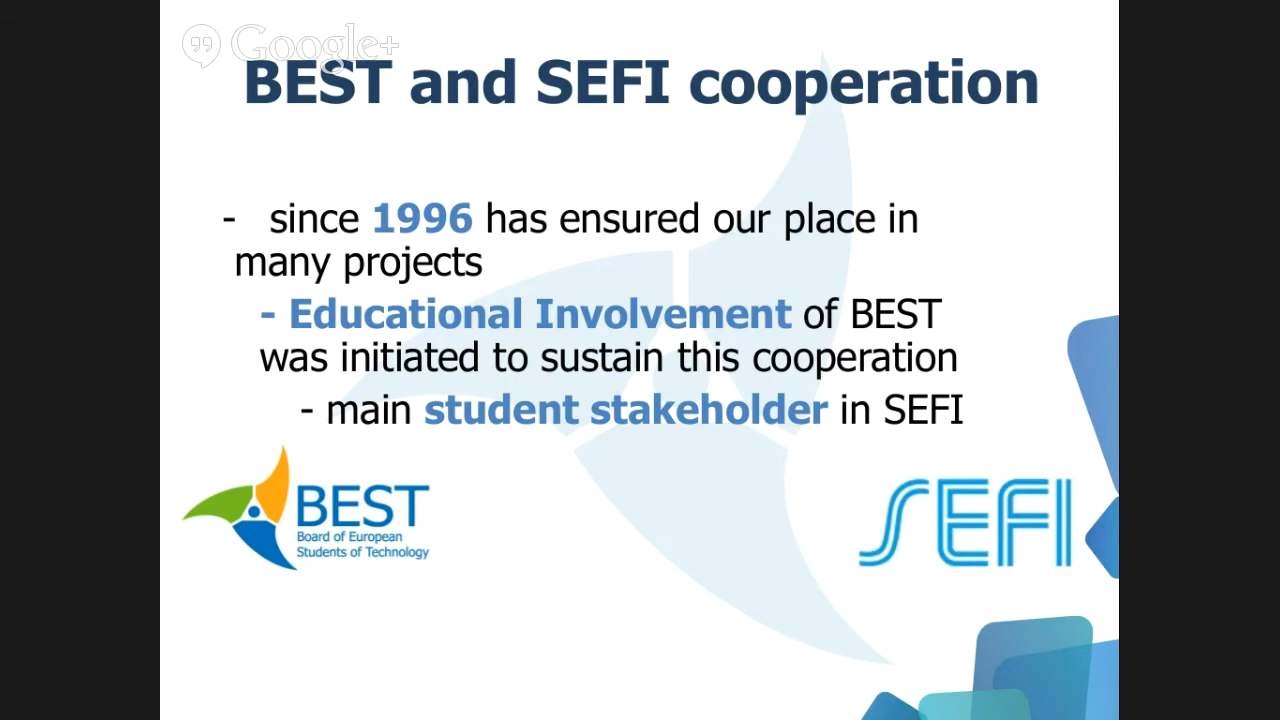 Google+
BEST and SEFI cooperation
- since 1996 has ensured our place in
many projects
- Educational Involvement of BEST
was initiated to sustain this cooperation
- main student stakeholder in SEFI
BEST
Board of European
Students of Technology
SEFI